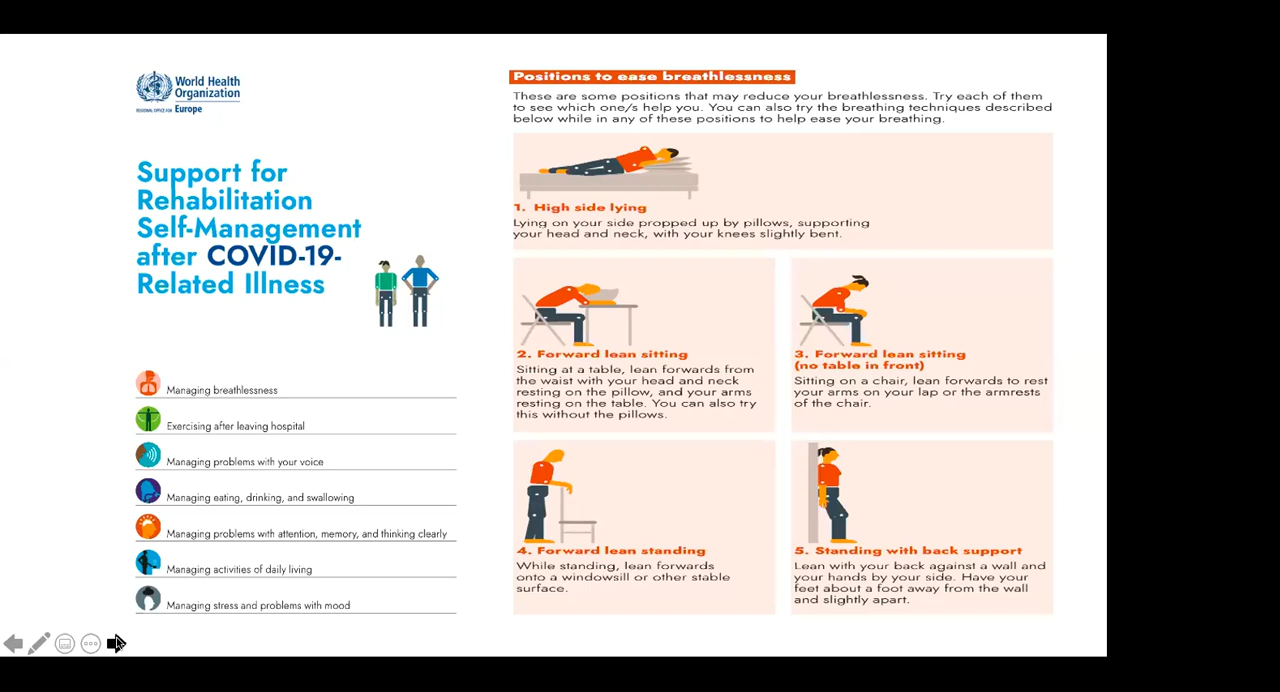 World Health
Organization
REGIONAL OFFICE FOR Europe
Support for
Rehabilitation
Self-Management
after COVID-19-
Related Illness
Managing breathlessness
Exercising after leaving hospital
Managing problems with your voice
Managing eating, drinking, and swallowing
Managing problems with attention, memory, and thinking clearly
Managing activities of daily living
Managing stress and problems with mood
Positions to ease breathlessness
These are some positions that may reduce your breathlessness. Try each of them
to see which one/s help you. You can also try the breathing techniques described
below while in any of these positions to help ease your breathing.
1. High side lying
Lying on your side propped up by pillows, supporting
your head and neck, with your knees slightly bent.
2. Forward lean sitting
Sitting at a table, lean forwards from
the waist with your head and neck
resting on the pillow, and your arms
resting on the table. You can also try
this without the pillows.
3. Forward lean sitting
(no table in front)
Sitting on a chair, lean forwards to rest
your arms on your lap or the armrests
of the chair.
4. Forward lean standing
While standing, lean forwards
onto a windowsill or other stable
surface.
5. Standing with back support
Lean with your back against a wall and
your hands by your side. Have your
feet about a foot away from the wall
and slightly apart.